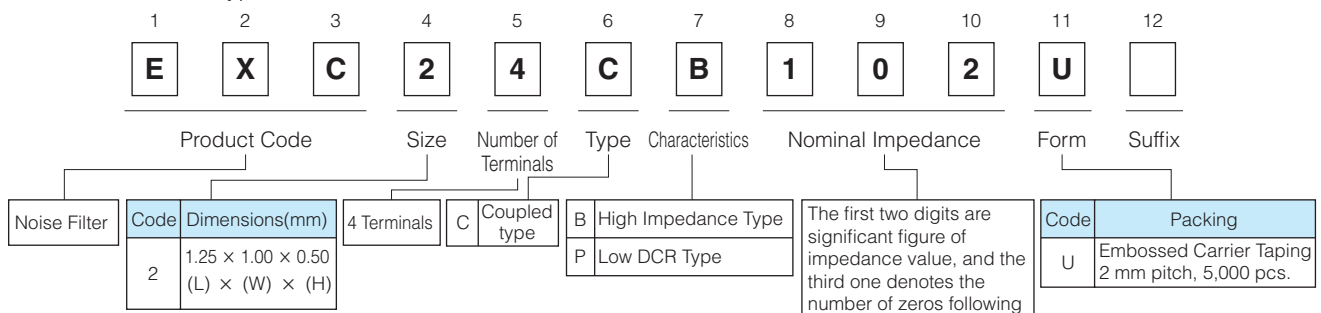 1 2 3 4 5 6 7 8 9 10 11 12
E X C 2 4 C B 1 0 2 U
Product Code Size Number of Terminals Type Characteristics Nominal Impedance Form Suffix
Noise Filter
Code Dimensions(mm)
2 1.25 × 1.00 × 0.50
(L) × (W) × (H)
4 Terminals
C Coupled
type
B High Impedance Type
P Low DCR Type
The first two digits are
significant figure of
impedance value, and the
third one denotes the
number of zeros following
Code Packing
U Embossed Carrier Taping
2 mm pitch, 5,000 pcs.